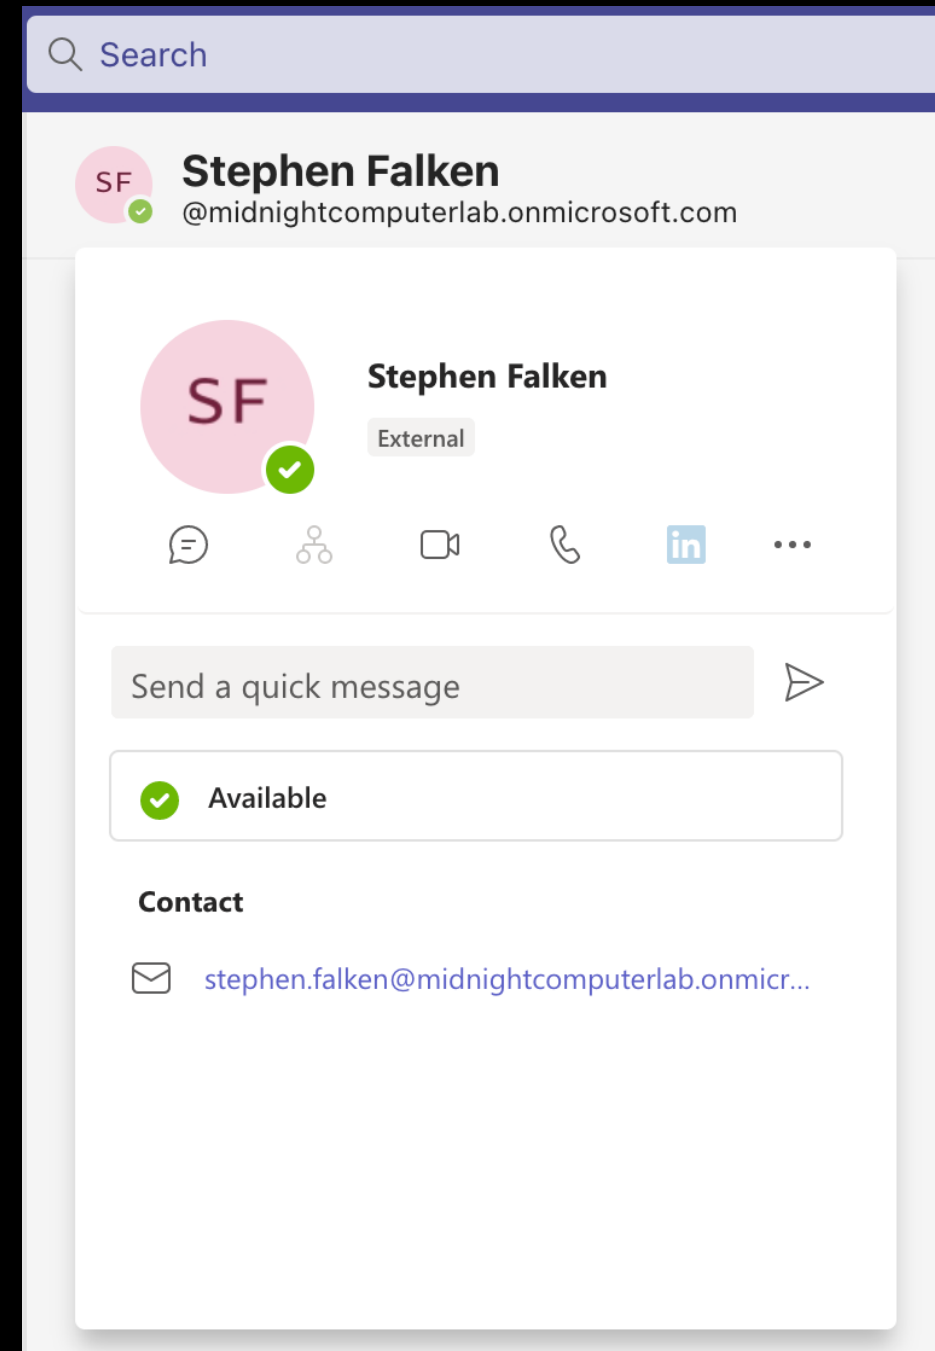 Search
SF
Stephen Falken
@midnightcomputerlab.onmicrosoft.com
SF
Stephen Falken
External
in
Send a quick message
Available
Contact
stephen.falken@midnightcomputerlab.onmicr...